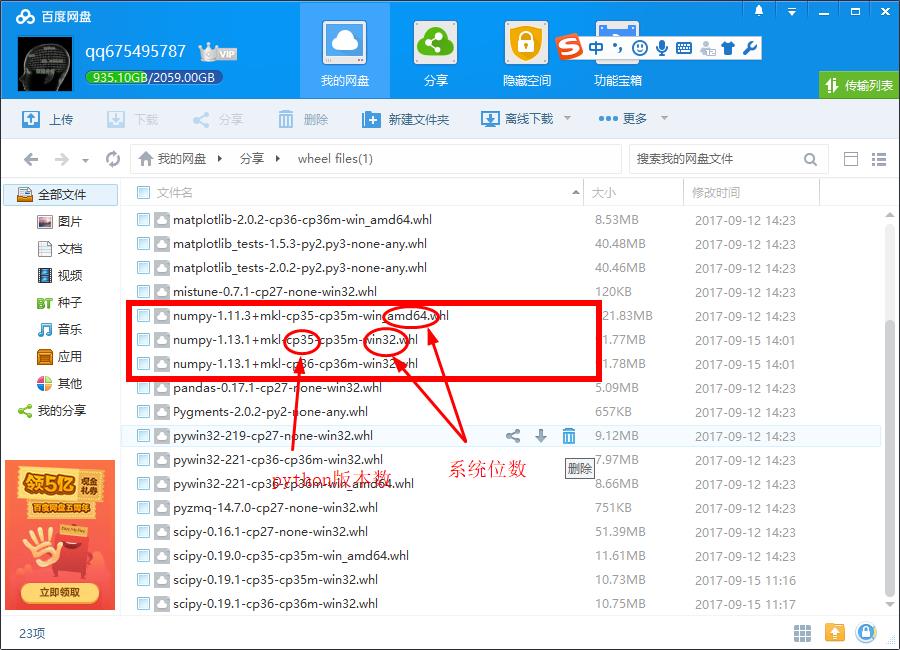 百度网盘
qq675495787
VIP
935.10GB/2059.00GB
我的网盘
分享
隐藏空间
功能宝箱
中
传输列表
上传
下载
分享
删除
新建文件夹
离线下载
更多
我的网盘
分享
wheel files(1)
搜索我的网盘文件
全部文件
图片
文档
视频
BT 种子
音乐
应用
其他
我的分享
文件名 大小 修改时间
matplotlib-2.0.2-cp36-cp36m-win_amd64.whl 8.53MB 2017-09-12 14:23
matplotlib_tests-1.5.3-py2.py3-none-any.whl 40.48MB 2017-09-12 14:23
matplotlib_tests-2.0.2-py2.py3-none-any.whl 40.46MB 2017-09-12 14:23
mistune-0.7.1-cp27-none-win32.whl 120KB 2017-09-12 14:23
numpy-1.11.3+mkl-cp35-cp35m-win_amd64.whl 21.83MB 2017-09-12 14:23
numpy-1.13.1+mkl-cp35-cp35m-win32.whl 1.77MB 2017-09-15 14:01
numpy-1.13.1+mkl-cp36-cp36m-win32.whl 1.78MB 2017-09-15 14:01
pandas-0.17.1-cp27-none-win32.whl 5.09MB 2017-09-12 14:23
Pygments-2.0.2-py2-none-any.whl 657KB 2017-09-12 14:23
pywin32-219-cp27-none-win32.whl 9.12MB 2017-09-12 14:23
pywin32-221-cp36-cp36m-win32.whl 7.97MB 2017-09-12 14:23
pywin32-221-cp36-cp36m-win_amd64.whl 8.66MB 2017-09-12 14:23
pyzmq-14.7.0-cp27-none-win32.whl 751KB 2017-09-12 14:23
scipy-0.16.1-cp27-none-win32.whl 51.39MB 2017-09-12 14:23
scipy-0.19.0-cp35-cp35m-win_amd64.whl 11.61MB 2017-09-12 14:23
scipy-0.19.1-cp35-cp35m-win32.whl 10.73MB 2017-09-15 11:16
scipy-0.19.1-cp36-cp36m-win32.whl 10.75MB 2017-09-15 11:17
python版本数
系统位数
删除
领5亿 现金礼券
百度网盘五周年
立即领取
23项